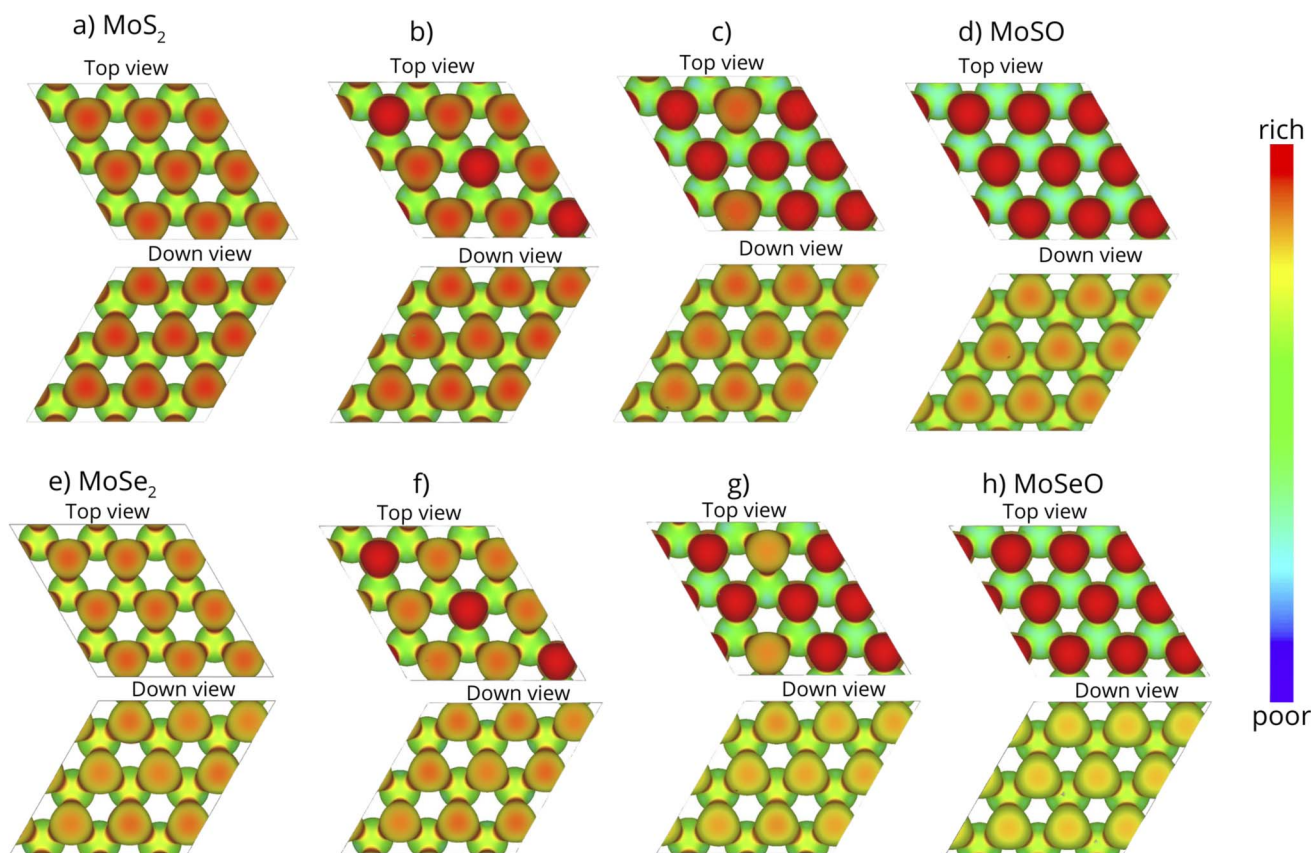 a) MoS₂
Top view
Down view
b)
Top view
Down view
c)
Top view
Down view
d) MoSO
Top view
Down view
e) MoSe₂
Top view
Down view
f)
Top view
Down view
g)
Top view
Down view
h) MoSeO
Top view
Down view
rich
poor